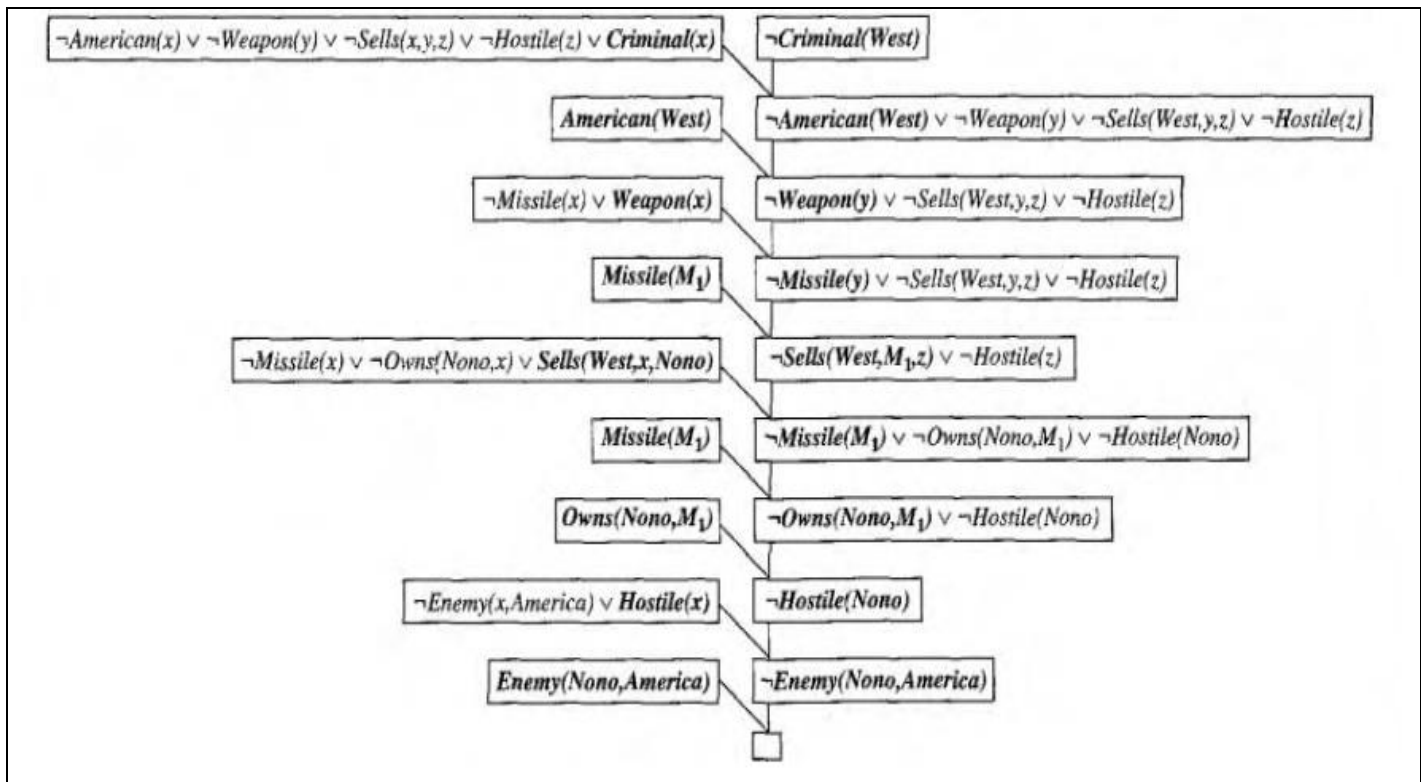 ¬American(x) ∨ ¬Weapon(y) ∨ ¬Sells(x,y,z) ∨ ¬Hostile(z) ∨ Criminal(x) ¬Criminal(West)
American(West) ¬American(West) ∨ ¬Weapon(y) ∨ ¬Sells(West,y,z) ∨ ¬Hostile(z)
¬Missile(x) ∨ Weapon(x) ¬Weapon(y) ∨ ¬Sells(West,y,z) ∨ ¬Hostile(z)
Missile(M₁) ¬Missile(y) ∨ ¬Sells(West,y,z) ∨ ¬Hostile(z)
¬Missile(x) ∨ ¬Owns(Nono,x) ∨ Sells(West,x,Nono) ¬Sells(West,M₁,z) ∨ ¬Hostile(z)
Missile(M₁) ¬Missile(M₁) ∨ ¬Owns(Nono,M₁) ∨ ¬Hostile(Nono)
Owns(Nono,M₁) ¬Owns(Nono,M₁) ∨ ¬Hostile(Nono)
¬Enemy(x,America) ∨ Hostile(x) ¬Hostile(Nono)
Enemy(Nono,America) ¬Enemy(Nono,America)